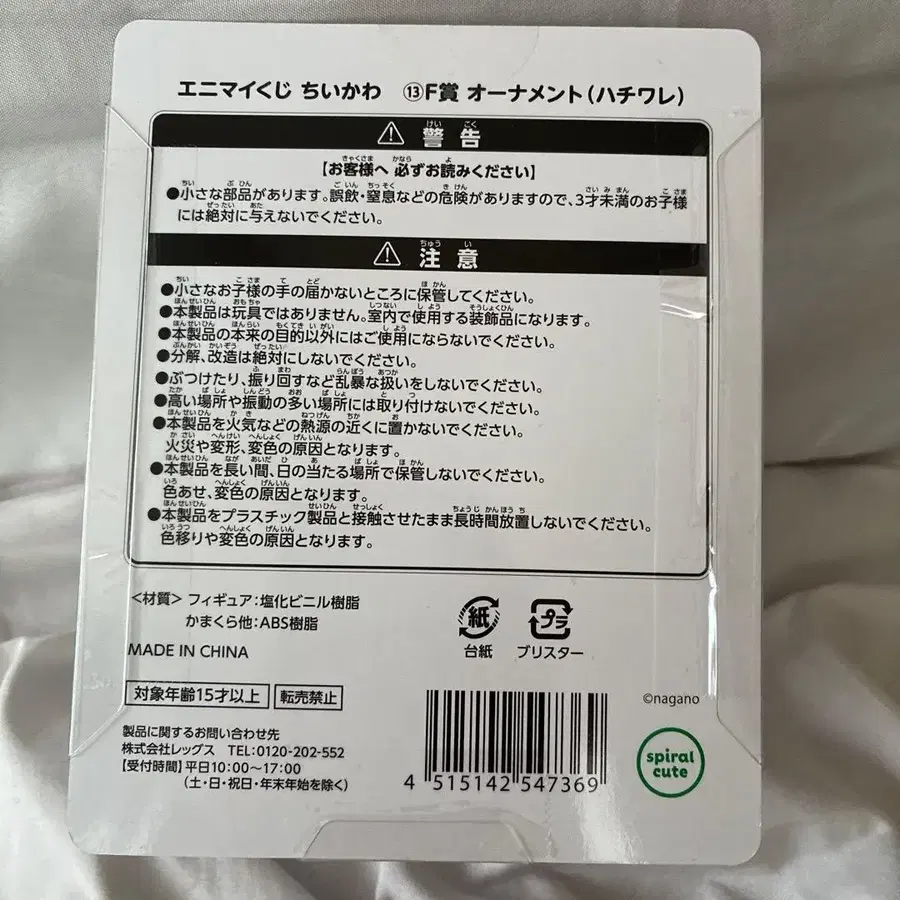 エニマイくじ ちいかわ ⑬F賞 オーナメント(ハチワレ)
⚠ 警告
【お客様へ 必ずお読みください】
●小さな部品があります。誤飲・窒息などの危険がありますので、3才未満のお子様
には絶対に与えないでください。
⚠ 注意
●小さなお子様の手の届かないところに保管してください。
●本製品は玩具ではありません。室内で使用する装飾品になります。
●本製品の本来の目的以外にはご使用にならないでください。
●分解、改造は絶対にしないでください。
●ぶつけたり、振り回すなど乱暴な扱いをしないでください。
●高い場所や振動の多い場所には取り付けないでください。
●本製品を火気などの熱源の近くに置かないでください。
火災や変形、変色の原因となります。
●本製品を長い間、日の当たる場所で保管しないでください。
色あせ、変色の原因となります。
●本製品をプラスチック製品と接触させたまま長時間放置しないでください。
色移りや変色の原因となります。
<材質> フィギュア:塩化ビニル樹脂
かまくら他:ABS樹脂
MADE IN CHINA
紙
台紙
プラ
ブリスター
対象年齢15才以上 転売禁止
©nagano
製品に関するお問い合わせ先
株式会社レッグス TEL:0120-202-552
【受付時間】平日10:00～17:00
(土・日・祝日・年末年始を除く)
4 515142 547369
spiral
cute